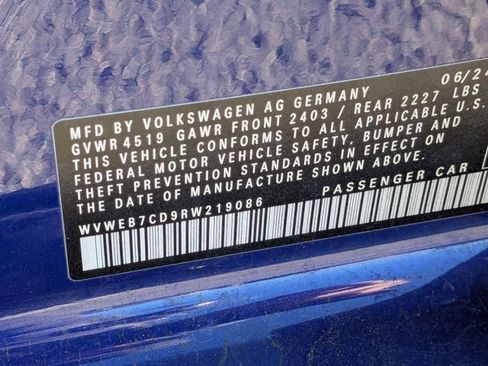 MFD BY VOLKSWAGEN AG GERMANY 06/24
GVWR 4519 GAWR FRONT 2403 / REAR 2227 LBS
THIS VEHICLE CONFORMS TO ALL APPLICABLE U.S.
FEDERAL MOTOR VEHICLE SAFETY, BUMPER AND
THEFT PREVENTION STANDARDS IN EFFECT ON
THE DATE OF MANUFACTURE SHOWN ABOVE.
WVWEB7CD9RW219086 PASSENGER CAR